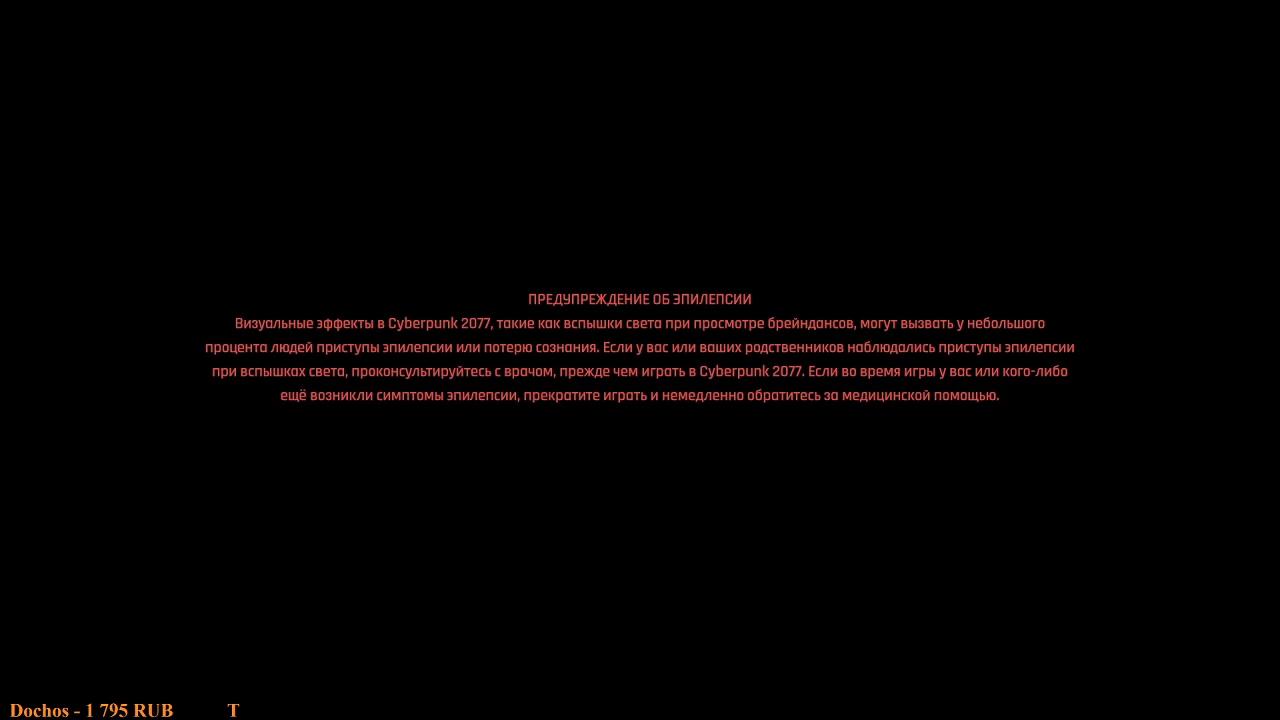 ПРЕДУПРЕЖДЕНИЕ ОБ ЭПИЛЕПСИИ
Визуальные эффекты в Cyberpunk 2077, такие как вспышки света при просмотре брейндансов, могут вызвать у небольшого
процента людей приступы эпилепсии или потерю сознания. Если у вас или ваших родственников наблюдались приступы эпилепсии
при вспышках света, проконсультируйтесь с врачом, прежде чем играть в Cyberpunk 2077. Если во время игры у вас или кого-либо
ещё возникли симптомы эпилепсии, прекратите играть и немедленно обратитесь за медицинской помощью.
Dochos - 1 795 RUB T